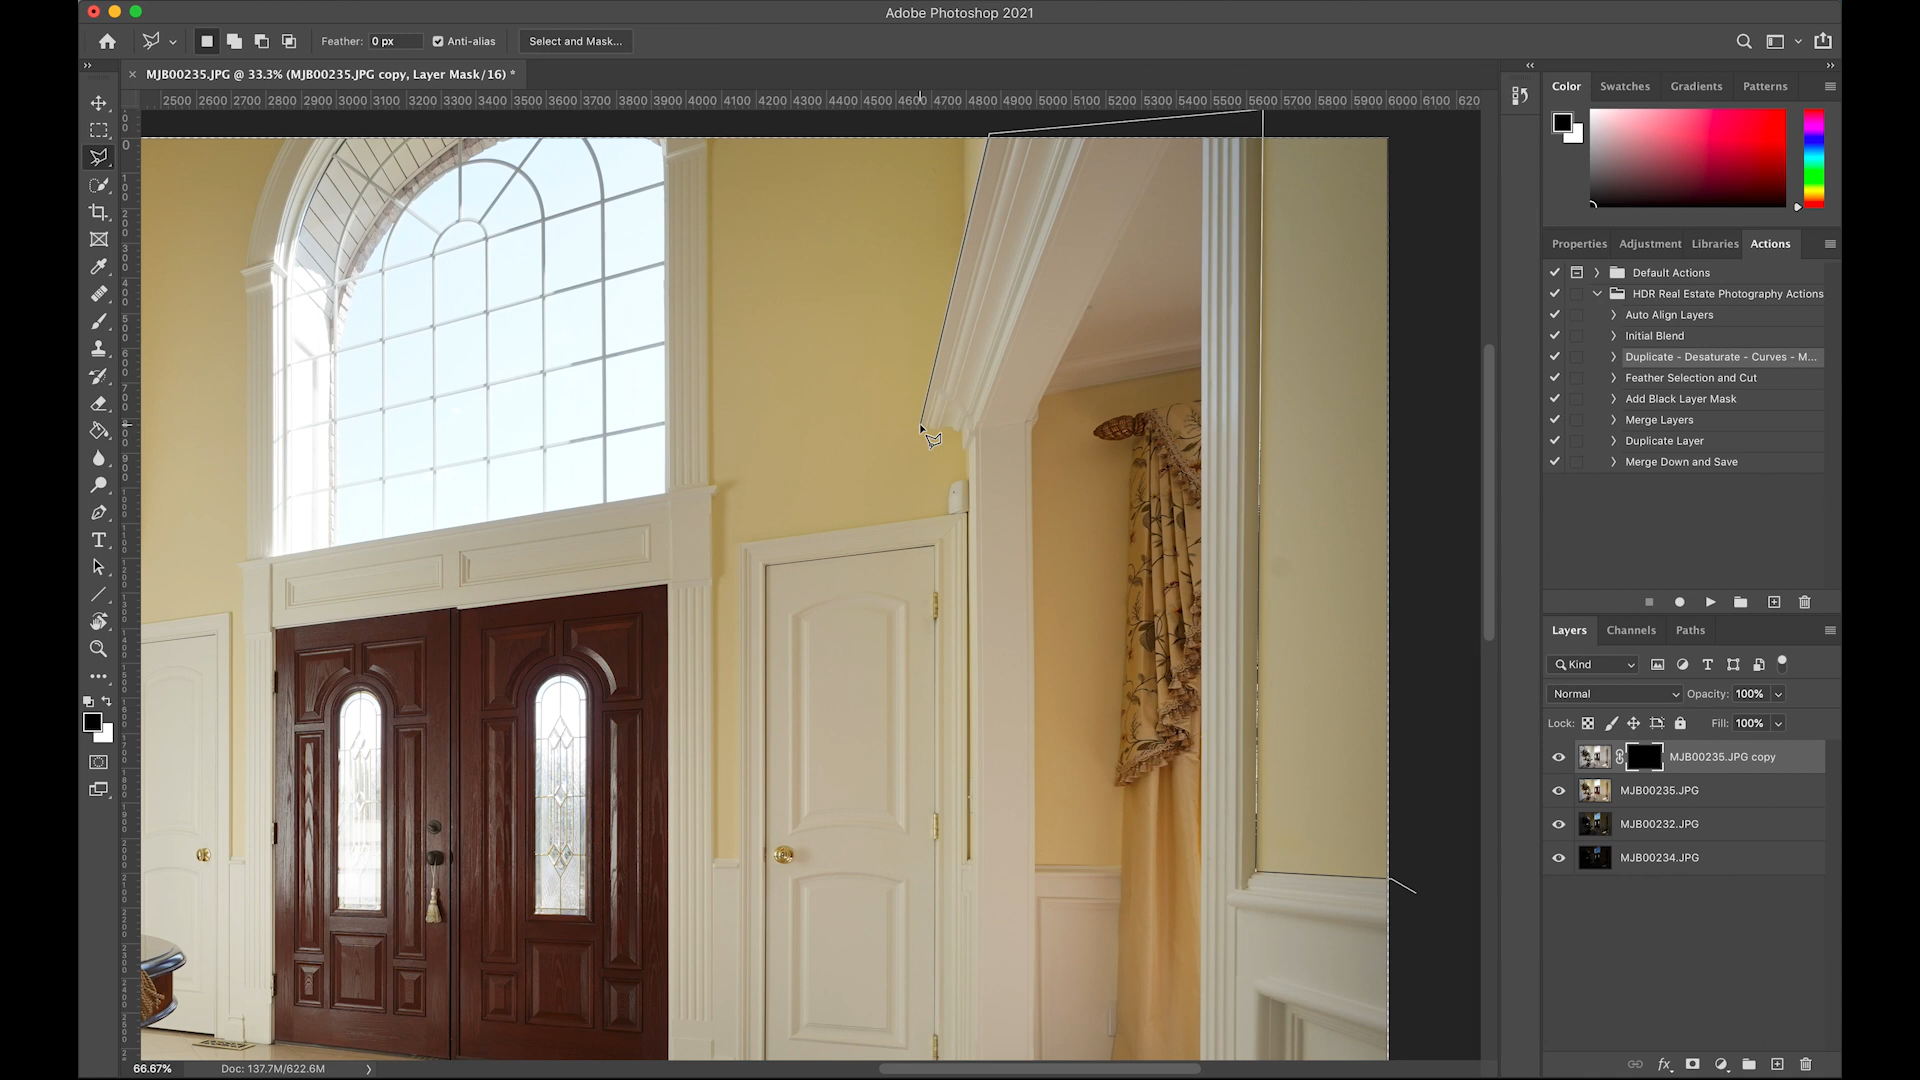 Adobe Photoshop 2021
Feather: 0 px Anti-alias Select and Mask...
MJB00235.JPG @ 33.3% (MJB00235.JPG copy, Layer Mask/16) *
2500 2600 2700 2800 2900 3000 3100 3200 3300 3400 3500 3600 3700 3800 3900 4000 4100 4200 4300 4400 4500 4600 4700 4800 4900 5000 5100 5200 5300 5400 5500 5600 5700 5800 5900 6000 6100 620
Color Swatches Gradients Patterns
Properties Adjustment Libraries Actions
Default Actions
HDR Real Estate Photography Actions
Auto Align Layers
Initial Blend
Duplicate - Desaturate - Curves - M...
Feather Selection and Cut
Add Black Layer Mask
Merge Layers
Duplicate Layer
Merge Down and Save
Layers Channels Paths
Kind
Normal Opacity: 100%
Lock: Fill: 100%
MJB00235.JPG copy
MJB00235.JPG
MJB00232.JPG
MJB00234.JPG
66.67% Doc: 137.7M/622.6M